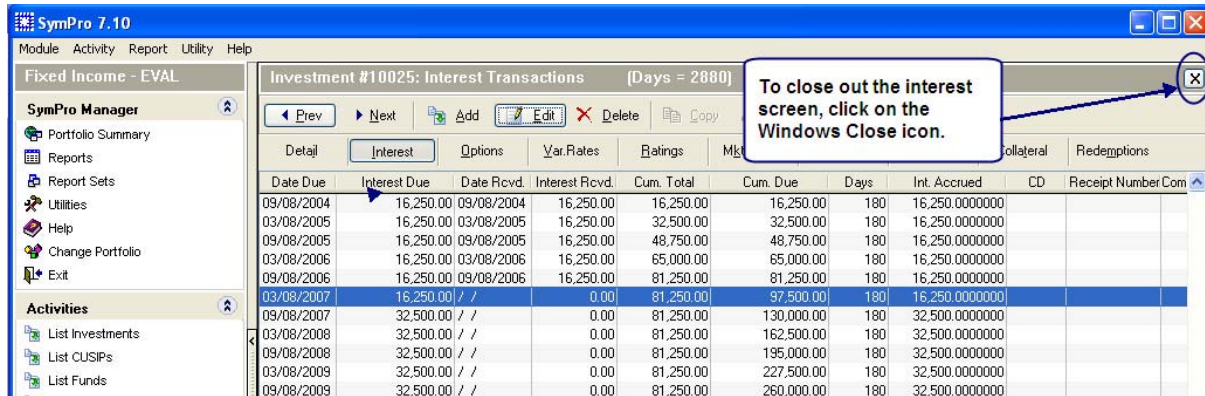 SymPro 7.10
Module Activity Report Utility Help
Fixed Income - EVAL
Investment #10025: Interest Transactions (Days = 2880)
To close out the interest
screen, click on the
Windows Close icon.
SymPro Manager
Portfolio Summary
Reports
Report Sets
Utilities
Help
Change Portfolio
Exit
Activities
List Investments
List CUSIPs
List Funds
Prev Next Add Edit Delete Copy
Detail Interest Options Var.Rates Ratings Redemptions
Date Due Interest Due Date Rcvd. Interest Rcvd. Cum. Total Cum. Due Days Int. Accrued CD Receipt Number Com
09/08/2004 16,250.00 09/08/2004 16,250.00 16,250.00 16,250.00 180 16,250.0000000
03/08/2005 16,250.00 03/08/2005 16,250.00 32,500.00 32,500.00 180 16,250.0000000
09/08/2005 16,250.00 09/08/2005 16,250.00 48,750.00 48,750.00 180 16,250.0000000
03/08/2006 16,250.00 03/08/2006 16,250.00 65,000.00 65,000.00 180 16,250.0000000
09/08/2006 16,250.00 09/08/2006 16,250.00 81,250.00 81,250.00 180 16,250.0000000
03/08/2007 16,250.00 / / 0.00 81,250.00 97,500.00 180 16,250.0000000
09/08/2007 32,500.00 / / 0.00 81,250.00 130,000.00 180 32,500.0000000
03/08/2008 32,500.00 / / 0.00 81,250.00 162,500.00 180 32,500.0000000
09/08/2008 32,500.00 / / 0.00 81,250.00 195,000.00 180 32,500.0000000
03/08/2009 32,500.00 / / 0.00 81,250.00 227,500.00 180 32,500.0000000
09/08/2009 32,500.00 / / 0.00 81,250.00 260,000.00 180 32,500.0000000